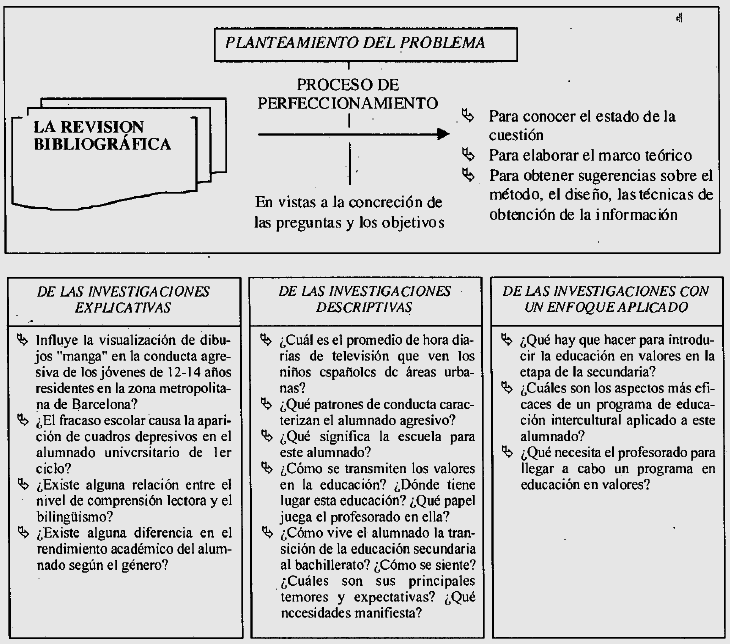 PLANTEAMIENTO DEL PROBLEMA
LA REVISION
BIBLIOGRÁFICA
PROCESO DE
PERFECCIONAMIENTO
En vistas a la concreción de
las preguntas y los objetivos
Para conocer el estado de la
cuestión
Para elaborar el marco teórico
Para obtener sugerencias sobre el
método, el diseño, las técnicas de
obtención de la información
DE LAS INVESTIGACIONES
EXPLICATIVAS
Influye la visualización de dibu-
jos "manga" en la conducta agre-
siva de los jóvenes de 12-14 años
residentes en la zona metropolita-
na de Barcelona?
¿El fracaso escolar causa la apari-
ción de cuadros depresivos en el
alumnado universitario de 1er
ciclo?
¿Existe alguna relación entre el
nivel de comprensión lectora y el
bilingüismo?
¿Existe alguna diferencia en el
rendimiento académico del alum-
nado según el género?
DE LAS INVESTIGACIONES
DESCRIPTIVAS
¿Cuál es el promedio de hora dia-
rias de televisión que ven los
niños españoles de áreas urba-
nas?
¿Qué patrones de conducta carac-
terizan el alumnado agresivo?
¿Qué significa la escuela para
este alumnado?
¿Cómo se transmiten los valores
en la educación? ¿Dónde tiene
lugar esta educación? ¿Qué papel
juega el profesorado en ella?
¿Cómo vive el alumnado la tran-
sición de la educación secundaria
al bachillerato? ¿Cómo se siente?
¿Cuáles son sus principales
temores y expectativas? ¿Qué
necesidades manifiesta?
DE LAS INVESTIGACIONES CON
UN ENFOQUE APLICADO
¿Qué hay que hacer para introdu-
cir la educación en valores en la
etapa de la secundaria?
¿Cuáles son los aspectos más efi-
caces de un programa de educa-
ción intercultural aplicado a este
alumnado?
¿Qué necesita el profesorado para
llegar a cabo un programa en
educación en valores?